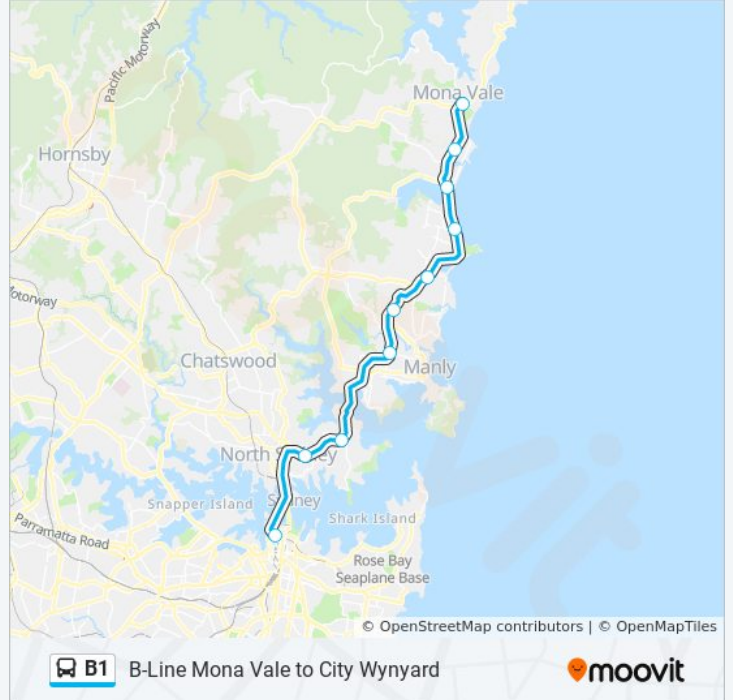 Pacific Motorway
Mona Vale
Hornsby
Motorway
Chatswood
Manly
North Sydney
Snapper Island
Sydney
Shark Island
Parramatta Road
Rose Bay
Seaplane Base
© OpenStreetMap contributors | © OpenMapTiles
B1 B-Line Mona Vale to City Wynyard
moovit